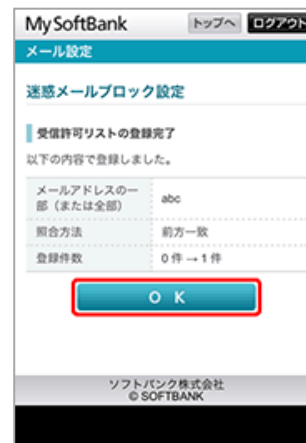 My SoftBank トップへ ログアウト
メール設定
迷惑メールブロック設定
受信許可リストの登録完了
以下の内容で登録しました。
メールアドレスの一 abc
部（または全部）
照合方法 前方一致
登録件数 0 件 → 1 件
O K
ソフトバンク株式会社
© SOFTBANK